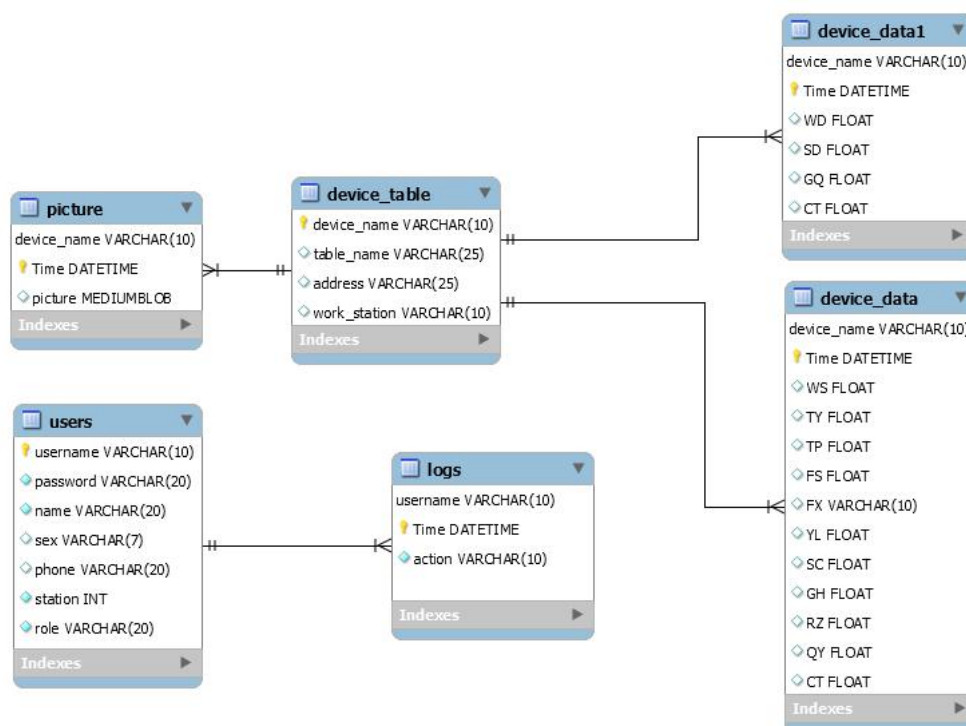 picture
device_name VARCHAR(10)
Time DATETIME
picture MEDIUMBLOB
Indexes
device_table
device_name VARCHAR(10)
table_name VARCHAR(25)
address VARCHAR(25)
work_station VARCHAR(10)
Indexes
device_data1
device_name VARCHAR(10)
Time DATETIME
WD FLOAT
SD FLOAT
GQ FLOAT
CT FLOAT
Indexes
users
username VARCHAR(10)
password VARCHAR(20)
name VARCHAR(20)
sex VARCHAR(7)
phone VARCHAR(20)
station INT
role VARCHAR(20)
Indexes
logs
username VARCHAR(10)
Time DATETIME
action VARCHAR(10)
Indexes
device_data
device_name VARCHAR(10)
Time DATETIME
WS FLOAT
TY FLOAT
TP FLOAT
FS FLOAT
FX VARCHAR(10)
YL FLOAT
SC FLOAT
GH FLOAT
RZ FLOAT
QY FLOAT
CT FLOAT
Indexes